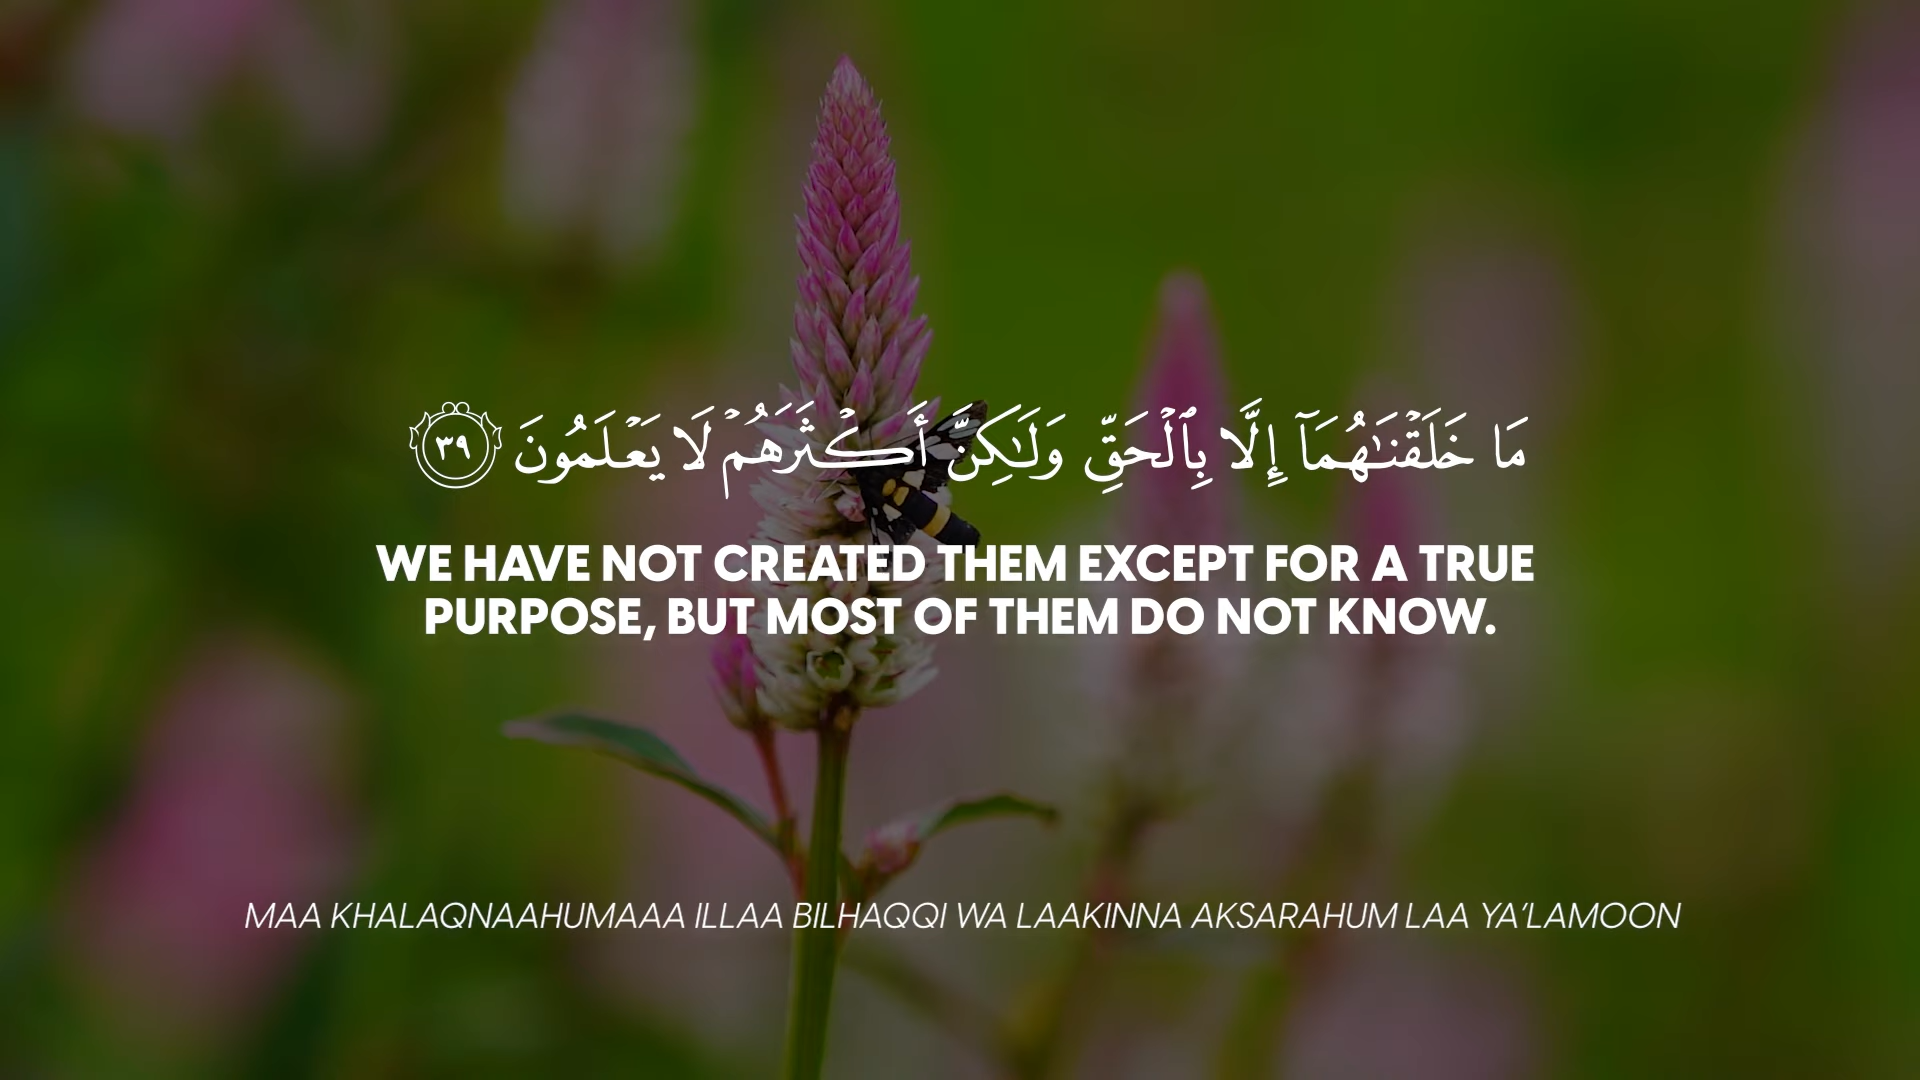 مَا خَلَقۡنَٰهُمَآ إِلَّا بِٱلۡحَقِّ وَلَٰكِنَّ أَكۡثَرَهُمۡ لَا يَعۡلَمُونَ ٣٩
WE HAVE NOT CREATED THEM EXCEPT FOR A TRUE
PURPOSE, BUT MOST OF THEM DO NOT KNOW.
MAA KHALAQNAAHUMAAA ILLAA BILHAQQI WA LAAKINNA AKSARAHUM LAA YA’LAMOON